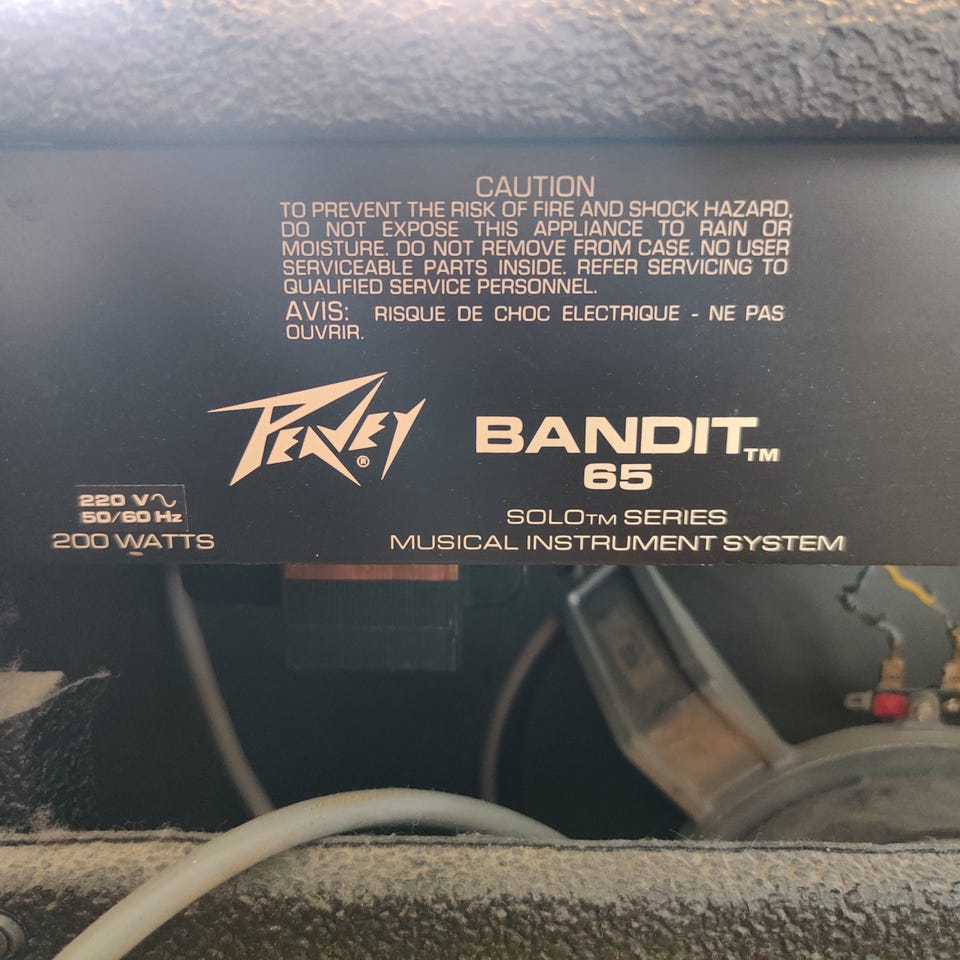 CAUTION
TO PREVENT THE RISK OF FIRE AND SHOCK HAZARD,
DO NOT EXPOSE THIS APPLIANCE TO RAIN OR
MOISTURE. DO NOT REMOVE FROM CASE. NO USER
SERVICEABLE PARTS INSIDE. REFER SERVICING TO
QUALIFIED SERVICE PERSONNEL.
AVIS: RISQUE DE CHOC ELECTRIQUE - NE PAS
OUVRIR.
PEAVEY®
BANDIT™
65
220 V~
50/60 Hz
200 WATTS
SOLO™ SERIES
MUSICAL INSTRUMENT SYSTEM